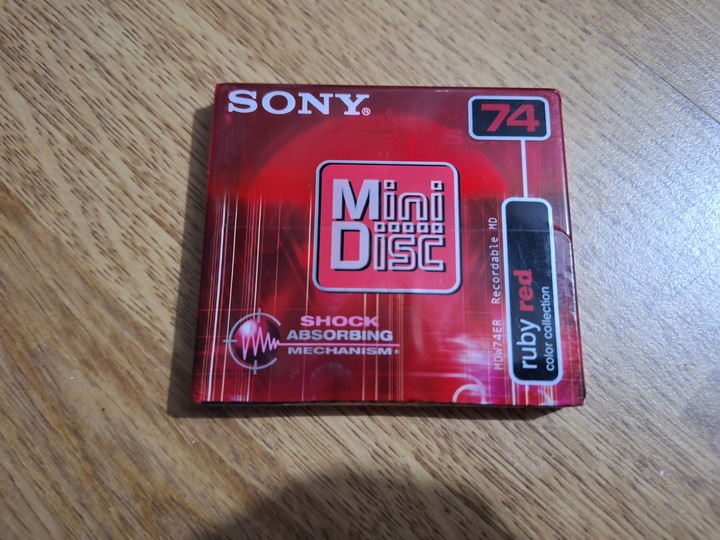 SONY®
74
Mini
Disc
SHOCK
ABSORBING
MECHANISM
MDW74ER Recordable MD
ruby red
color collection